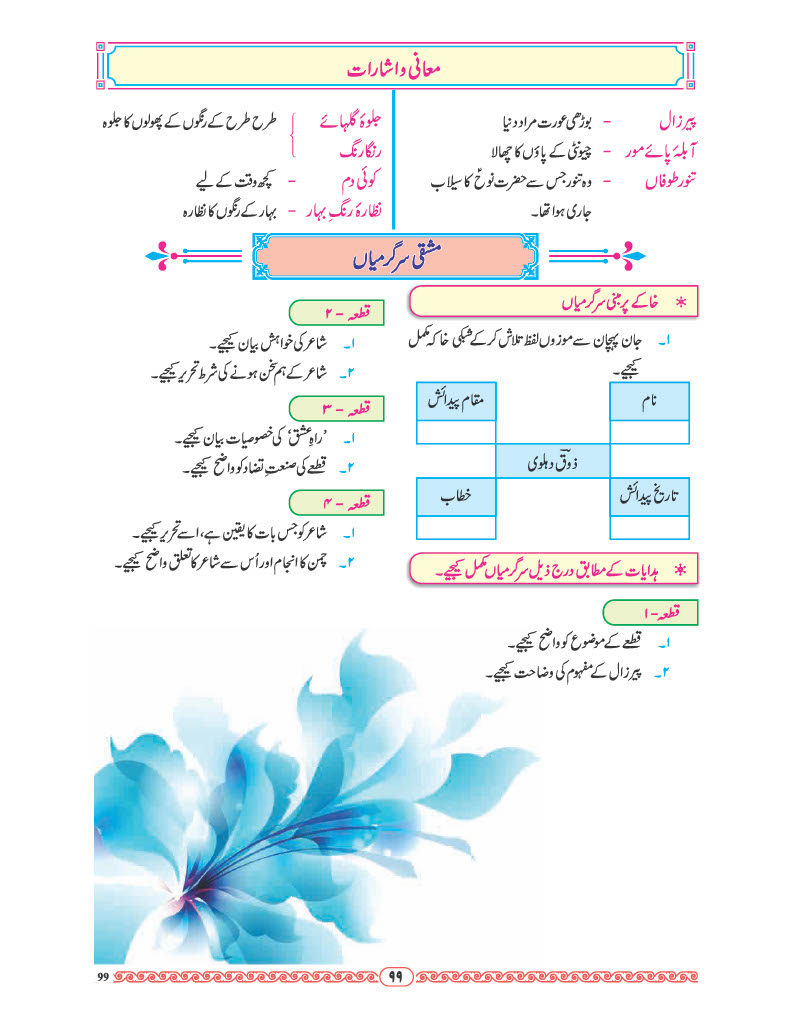 معانی و اشارات
پیرزال - بوڑھی عورت مراد دنیا
آبلۂ پائے مور - چیونٹی کے پاؤں کا چھالا
تنور طوفاں - وہ تنور جس سے حضرت نوحؑ کا سیلاب
جاری ہوا تھا۔
جلوۂ گلہائے
رنگا رنگ
طرح طرح کے رنگوں کے پھولوں کا جلوہ
کوئی دم - کچھ وقت کے لیے
نظارۂ رنگِ بہار - بہار کے رنگوں کا نظارہ
مشقی سرگرمیاں
* خاکے پر مبنی سرگرمیاں
۱۔ جان پہچان سے موزوں لفظ تلاش کرکے شبکی خاکہ مکمل
کیجیے۔
نام
مقام پیدائش
ذوقؔ دہلوی
تاریخ پیدائش
خطاب
* ہدایات کے مطابق درج ذیل سرگرمیاں مکمل کیجیے۔
قطعہ - ۱
۱۔ قطعے کے موضوع کو واضح کیجیے۔
۲۔ پیرزال کے مفہوم کی وضاحت کیجیے۔
قطعہ - ۲
۱۔ شاعر کی خواہش بیان کیجیے۔
۲۔ شاعر کے ہم سخن ہونے کی شرط تحریر کیجیے۔
قطعہ - ۳
۱۔ ’راہِ عشق‘ کی خصوصیات بیان کیجیے۔
۲۔ قطعے کی صنعتِ تضاد کو واضح کیجیے۔
قطعہ - ۴
۱۔ شاعر کو جس بات کا یقین ہے، اسے تحریر کیجیے۔
۲۔ چمن کا انجام اور اُس سے شاعر کا تعلق واضح کیجیے۔
99
۹۹